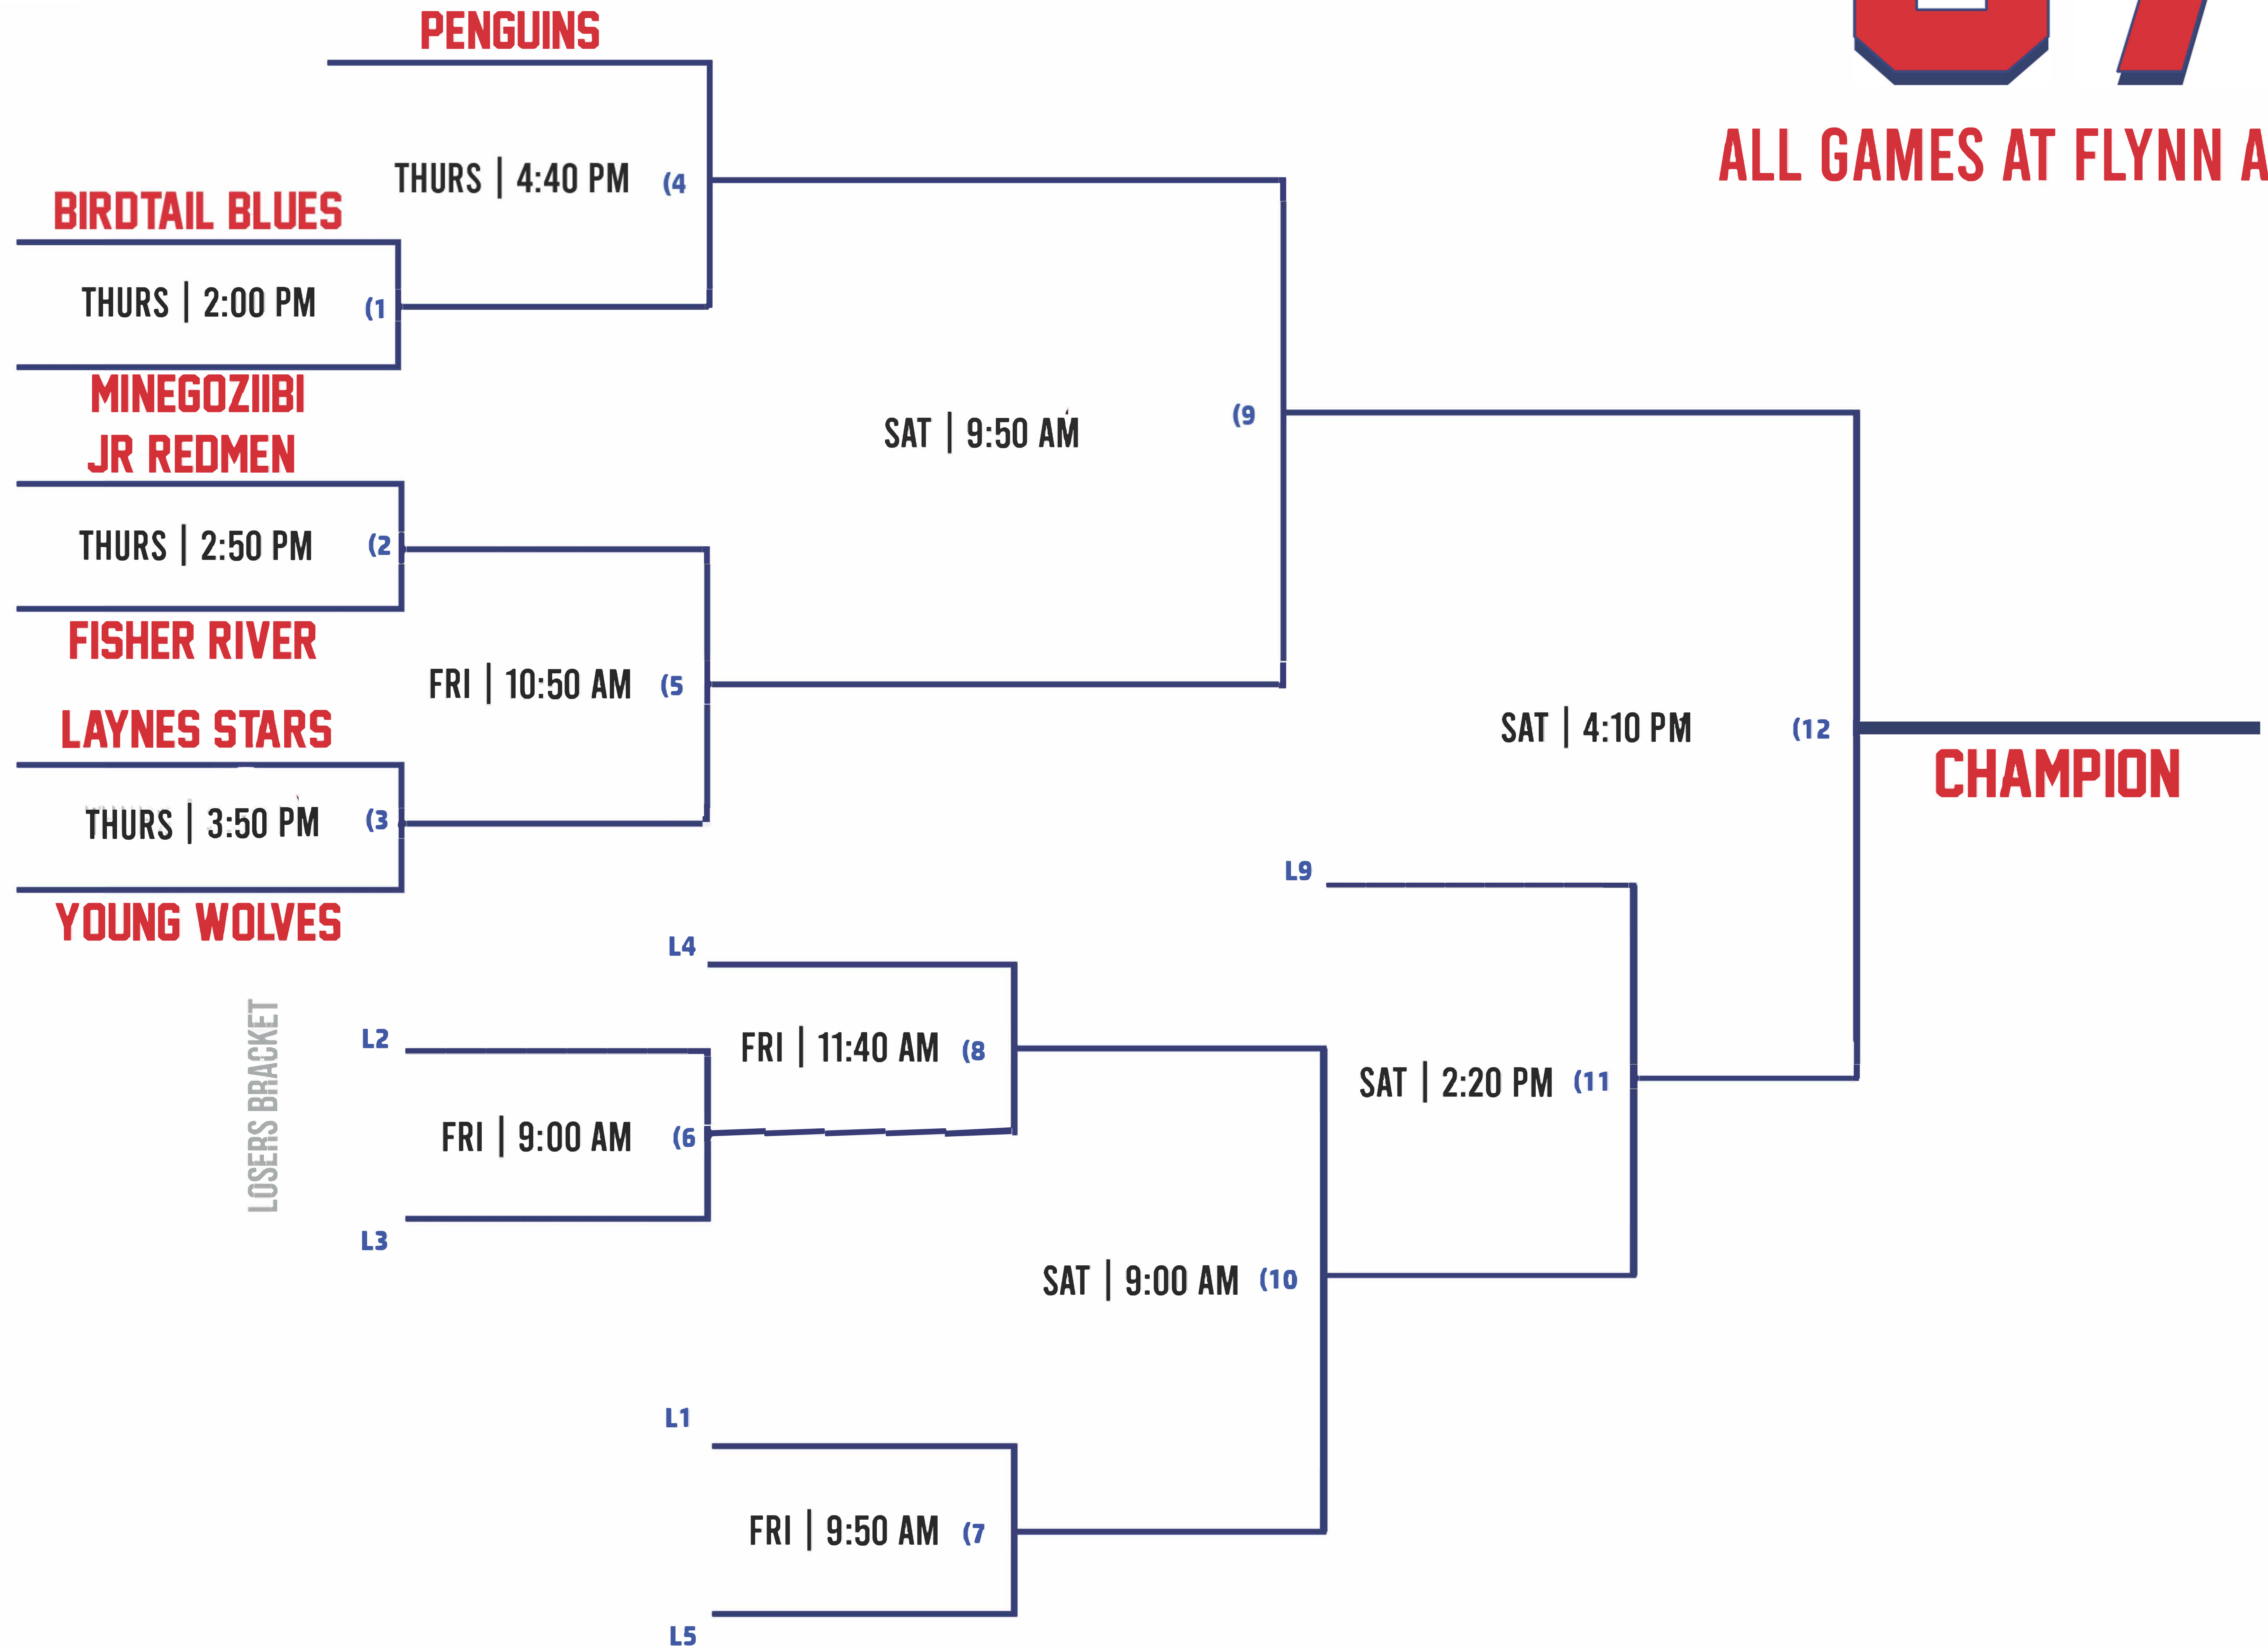 PENGUINS
ALL GAMES AT FLYNN A
THURS | 4:40 PM (4
BIRDTAIL BLUES
THURS | 2:00 PM (1
MINEGOZIIBI
JR REDMEN
SAT | 9:50 AM (9
THURS | 2:50 PM (2
FISHER RIVER
FRI | 10:50 AM (5
LAYNES STARS
SAT | 4:10 PM (12
CHAMPION
THURS | 3:50 PM (3
YOUNG WOLVES
L9
L4
LOSERS BRACKET
L2
FRI | 11:40 AM (8
SAT | 2:20 PM (11
FRI | 9:00 AM (6
L3
SAT | 9:00 AM (10
L1
FRI | 9:50 AM (7
L5